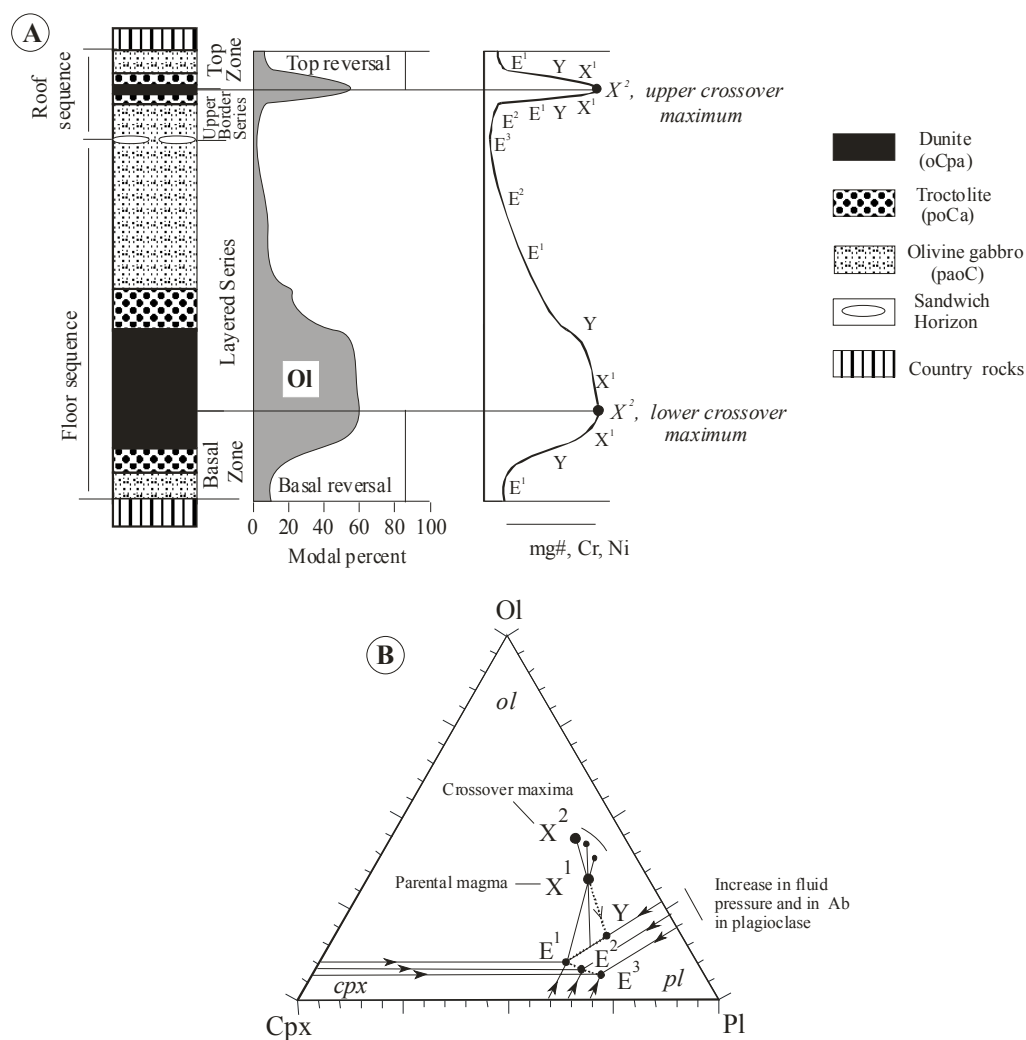 A
Roof
sequence
Floor sequence
Top
Zone
Upper
Border
Series
Layered Series
Basal
Zone
Top reversal
Ol
Basal reversal
0 20 40 60 80 100
Modal percent
E1
Y
X1
X2, upper crossover
maximum
X1
Y
E1
E2
E3
E2
E1
Y
X1
X2, lower crossover
maximum
X1
Y
E1
mg#, Cr, Ni
Dunite
(oCpa)
Troctolite
(poCa)
Olivine gabbro
(paoC)
Sandwich
Horizon
Country rocks
B
Ol
ol
Crossover maxima
X2
Parental magma
X1
Y
Increase in fluid
pressure and in Ab
in plagioclase
E1
E2
E3
cpx
pl
Cpx
Pl